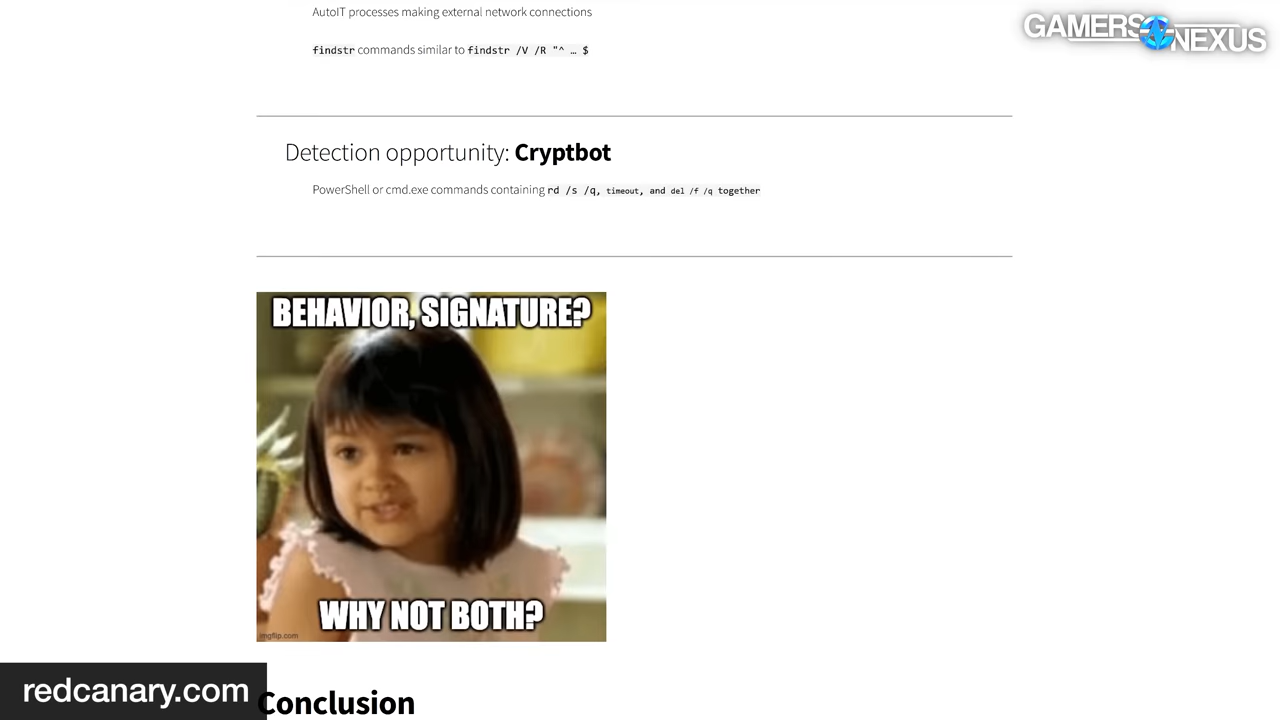 AutoIT processes making external network connections
GAMERS NEXUS
findstr commands similar to findstr /V /R "^ … $
Detection opportunity: Cryptbot
PowerShell or cmd.exe commands containing rd /s /q, timeout, and del /f /q together
BEHAVIOR, SIGNATURE?
WHY NOT BOTH?
imgflip.com
redcanary.com
Conclusion